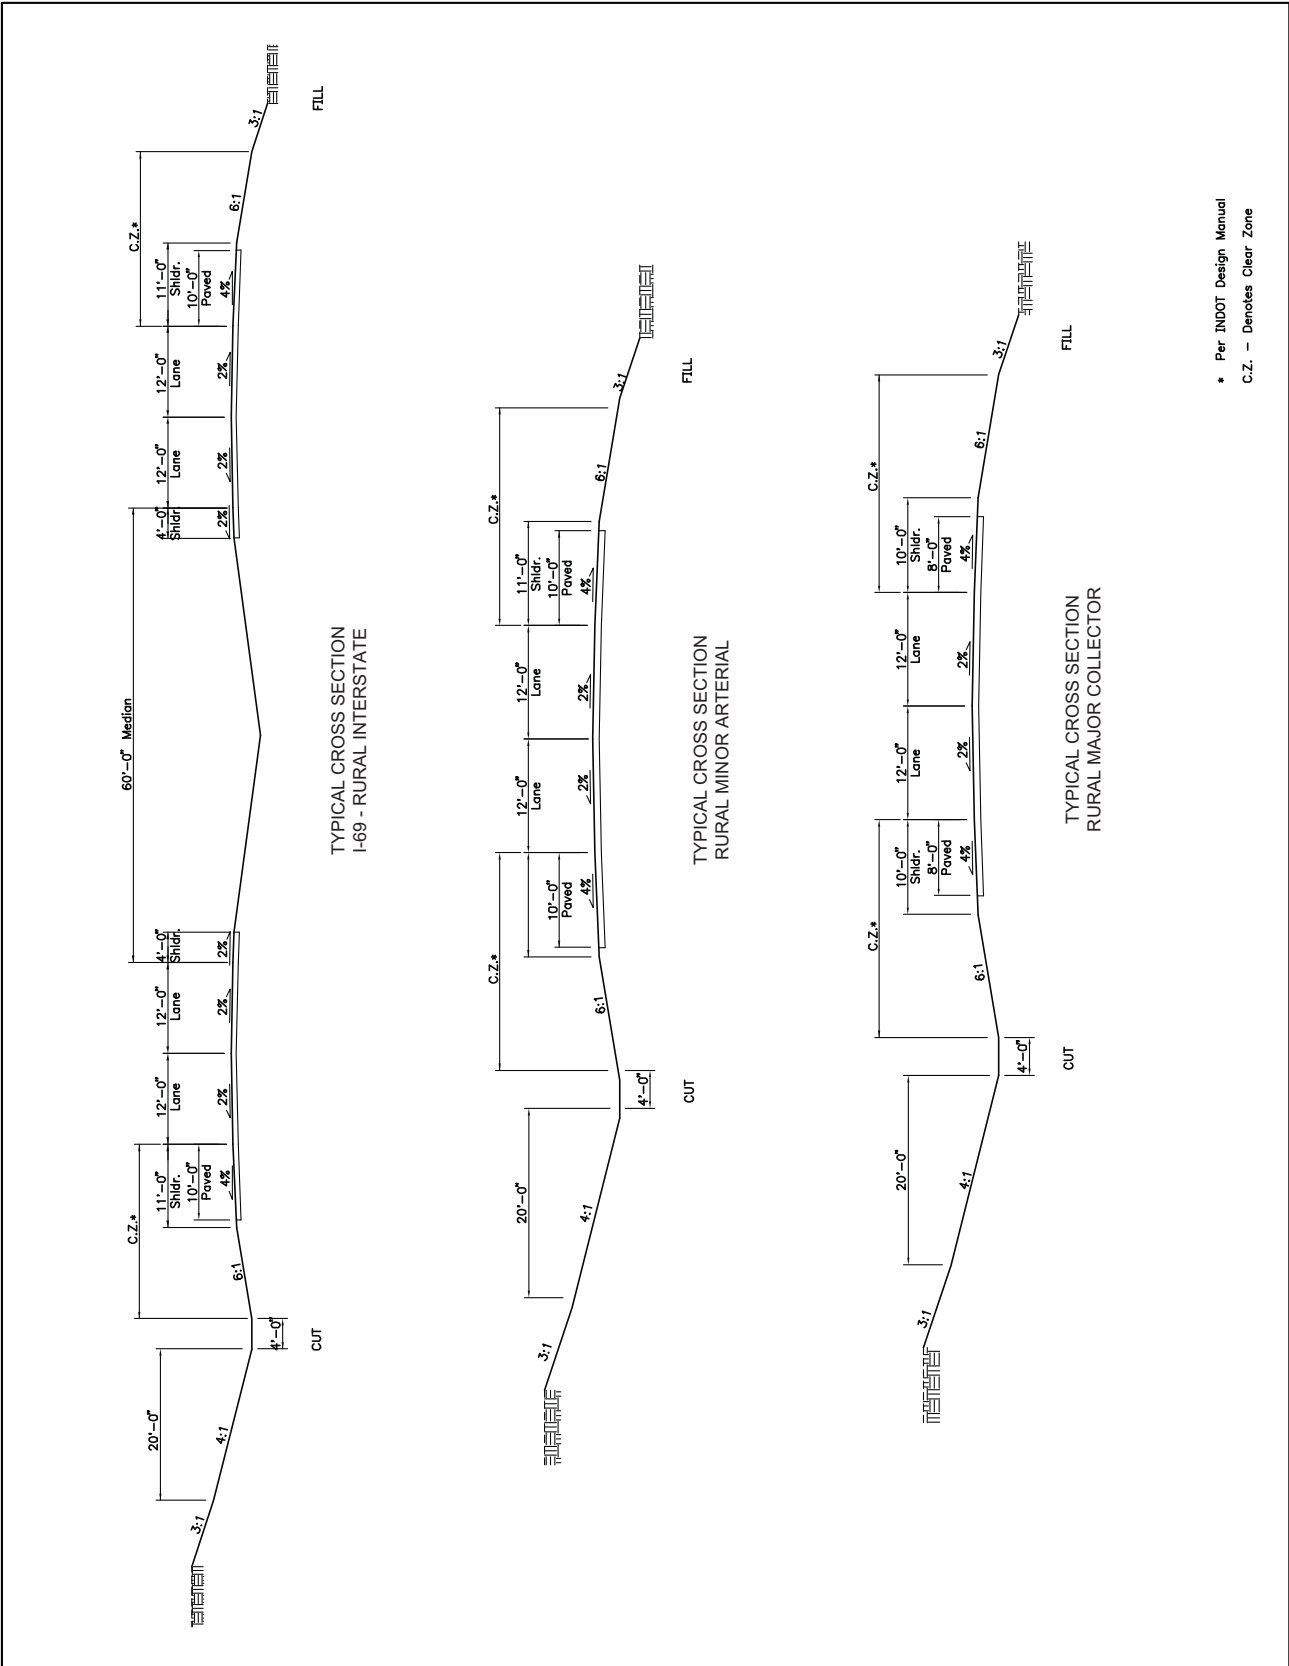 60'-0" Median
C.Z.*
C.Z.*
20'-0"
11'-0"
Shldr.
10'-0"
Paved
12'-0"
Lane
12'-0"
Lane
4'-0"
Shldr.
4'-0"
Shldr.
12'-0"
Lane
12'-0"
Lane
11'-0"
Shldr.
10'-0"
Paved
3:1
4:1
4'-0"
6:1
4%
2%
2%
2%
2%
2%
2%
4%
6:1
3:1
CUT
FILL
TYPICAL CROSS SECTION
I-69 - RURAL INTERSTATE
C.Z.*
C.Z.*
20'-0"
10'-0"
Paved
12'-0"
Lane
12'-0"
Lane
11'-0"
Shldr.
10'-0"
Paved
3:1
4:1
4'-0"
6:1
4%
2%
2%
4%
6:1
3:1
CUT
FILL
TYPICAL CROSS SECTION
RURAL MINOR ARTERIAL
C.Z.*
C.Z.*
20'-0"
10'-0"
Shldr.
8'-0"
Paved
12'-0"
Lane
12'-0"
Lane
10'-0"
Shldr.
8'-0"
Paved
3:1
4:1
4'-0"
6:1
4%
2%
2%
4%
6:1
3:1
CUT
FILL
TYPICAL CROSS SECTION
RURAL MAJOR COLLECTOR
* Per INDOT Design Manual
C.Z. – Denotes Clear Zone